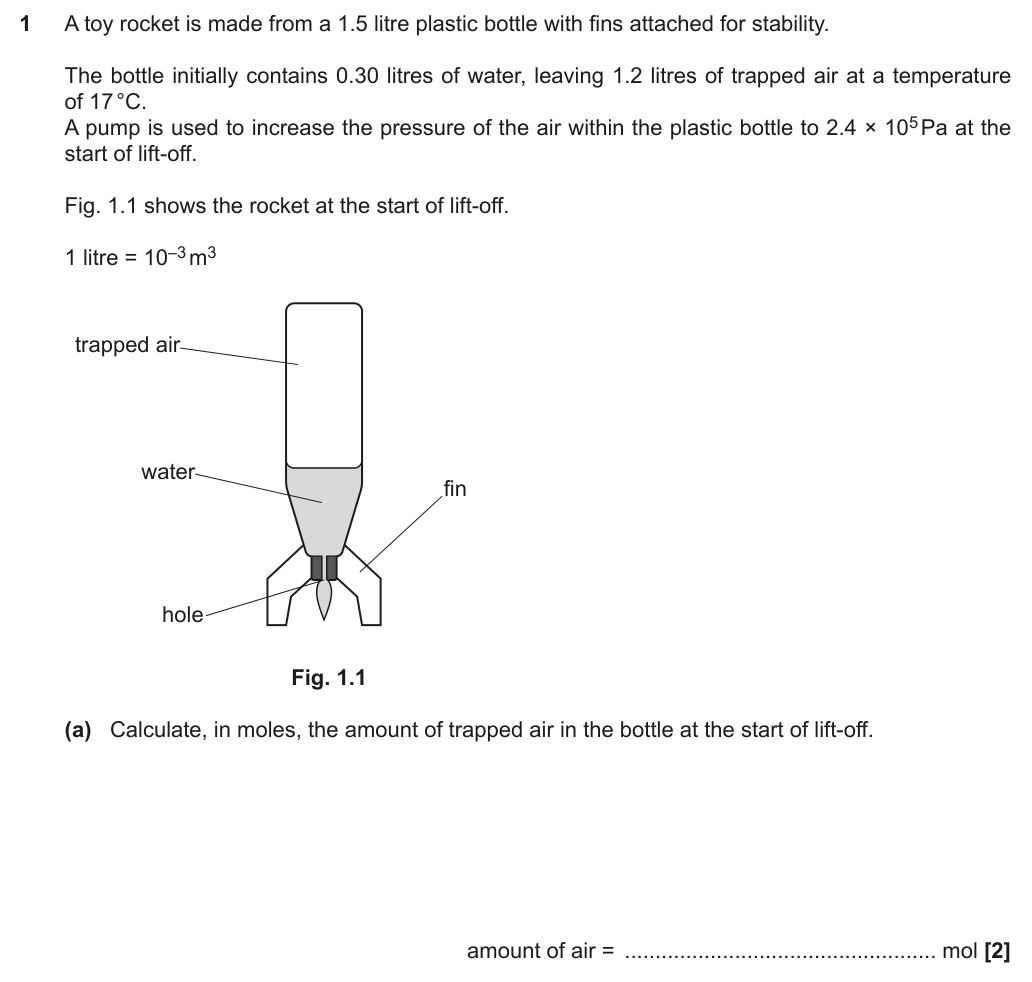 1 A toy rocket is made from a 1.5 litre plastic bottle with fins attached for stability.
The bottle initially contains 0.30 litres of water, leaving 1.2 litres of trapped air at a temperature
of 17 °C.
A pump is used to increase the pressure of the air within the plastic bottle to 2.4 × 10⁵ Pa at the
start of lift-off.
Fig. 1.1 shows the rocket at the start of lift-off.
1 litre = 10⁻³ m³
trapped air
water
fin
hole
Fig. 1.1
(a) Calculate, in moles, the amount of trapped air in the bottle at the start of lift-off.
amount of air = ................................................... mol [2]